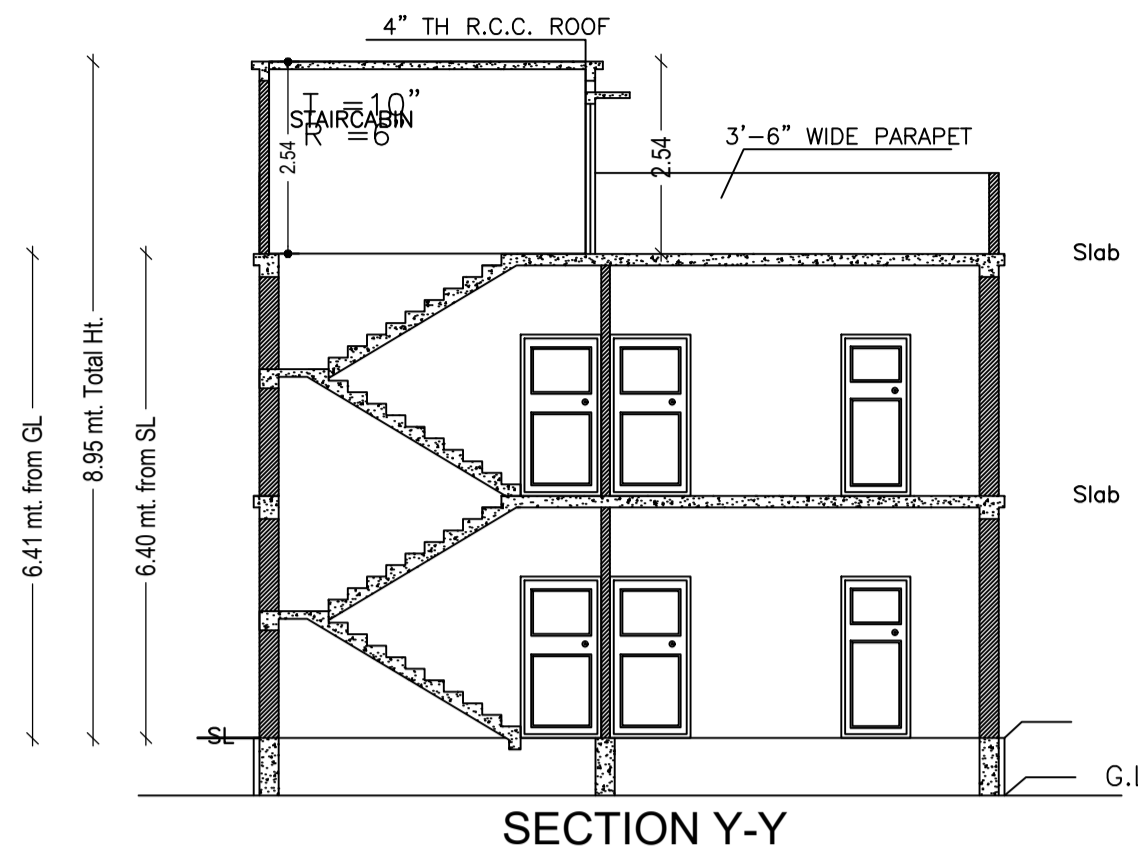 4” TH R.C.C. ROOF
T =10”
STAIRCABIN
R =6”
2.54
2.54
3’-6” WIDE PARAPET
Slab
8.95 mt. Total Ht.
6.41 mt. from GL
6.40 mt. from SL
Slab
SL
G.L
SECTION Y-Y